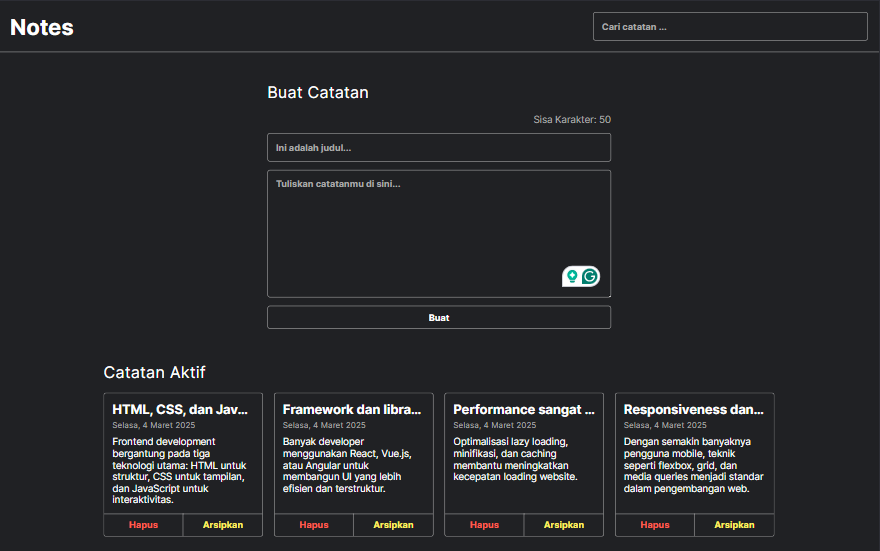 Notes
Cari catatan ...
Buat Catatan
Sisa Karakter: 50
Ini adalah judul...
Tuliskan catatanmu di sini...
Buat
Catatan Aktif
HTML, CSS, dan Jav...
Selasa, 4 Maret 2025
Frontend development
bergantung pada tiga
teknologi utama: HTML untuk
struktur, CSS untuk tampilan,
dan JavaScript untuk
interaktivitas.
Hapus
Arsipkan
Framework dan libra...
Selasa, 4 Maret 2025
Banyak developer
menggunakan React, Vue.js,
atau Angular untuk
membangun UI yang lebih
efisien dan terstruktur.
Hapus
Arsipkan
Performance sangat ...
Selasa, 4 Maret 2025
Optimalisasi lazy loading,
minifikasi, dan caching
membantu meningkatkan
kecepatan loading website.
Hapus
Arsipkan
Responsiveness dan...
Selasa, 4 Maret 2025
Dengan semakin banyaknya
pengguna mobile, teknik
seperti flexbox, grid, dan
media queries menjadi standar
dalam pengembangan web.
Hapus
Arsipkan